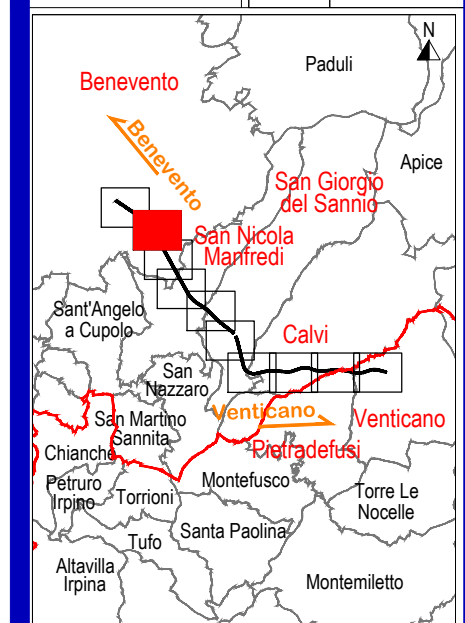 N
Paduli
Benevento
Benevento
Apice
San Giorgio
del Sannio
San Nicola
Manfredi
Sant'Angelo
a Cupolo
Calvi
San
Nazzaro
Venticano
Venticano
San Martino
Sannita
Pietradefusi
Chianche
Montefusco
Petruro
Irpino
Torrioni
Torre Le
Nocelle
Santa Paolina
Tufo
Altavilla
Irpina
Montemiletto